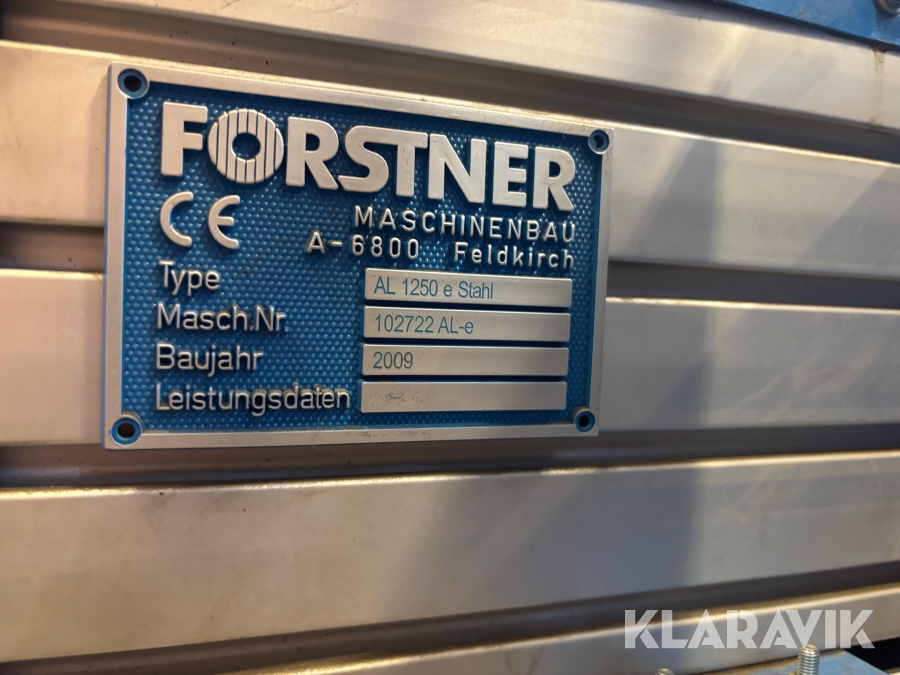 FORSTNER
CE
MASCHINENBAU
A-6800 Feldkirch
Type AL 1250 e Stahl
Masch.Nr. 102722 AL-e
Baujahr 2009
Leistungsdaten
KLARAVIK